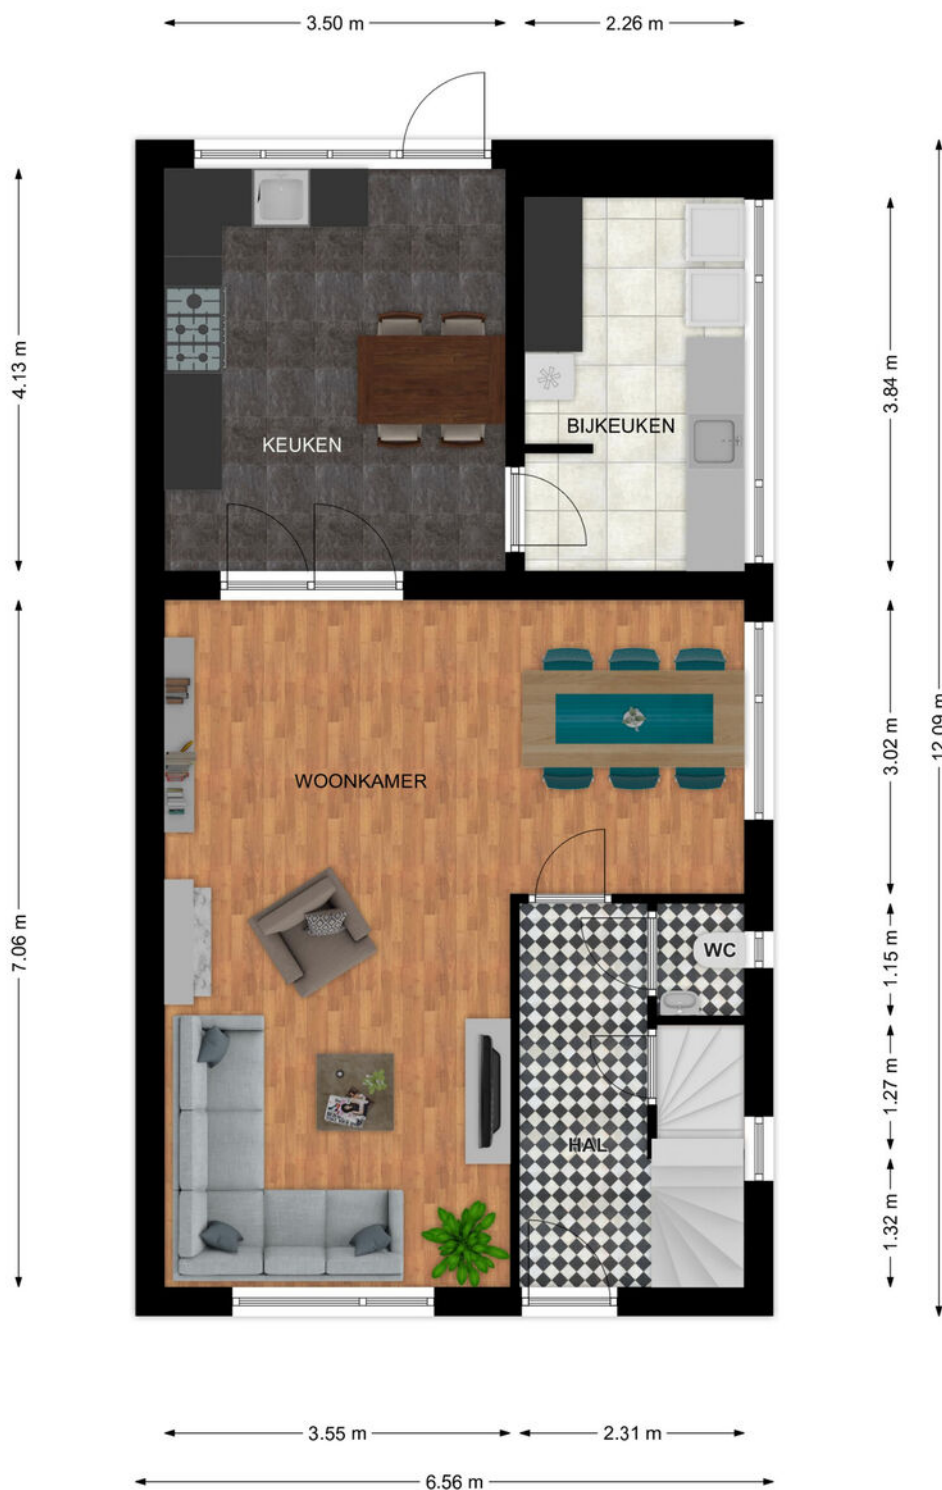 3.50 m
2.26 m
4.13 m
3.84 m
KEUKEN
BIJKEUKEN
12.09 m
3.02 m
WOONKAMER
7.06 m
1.15 m
WC
1.27 m
HAL
1.32 m
3.55 m
2.31 m
6.56 m